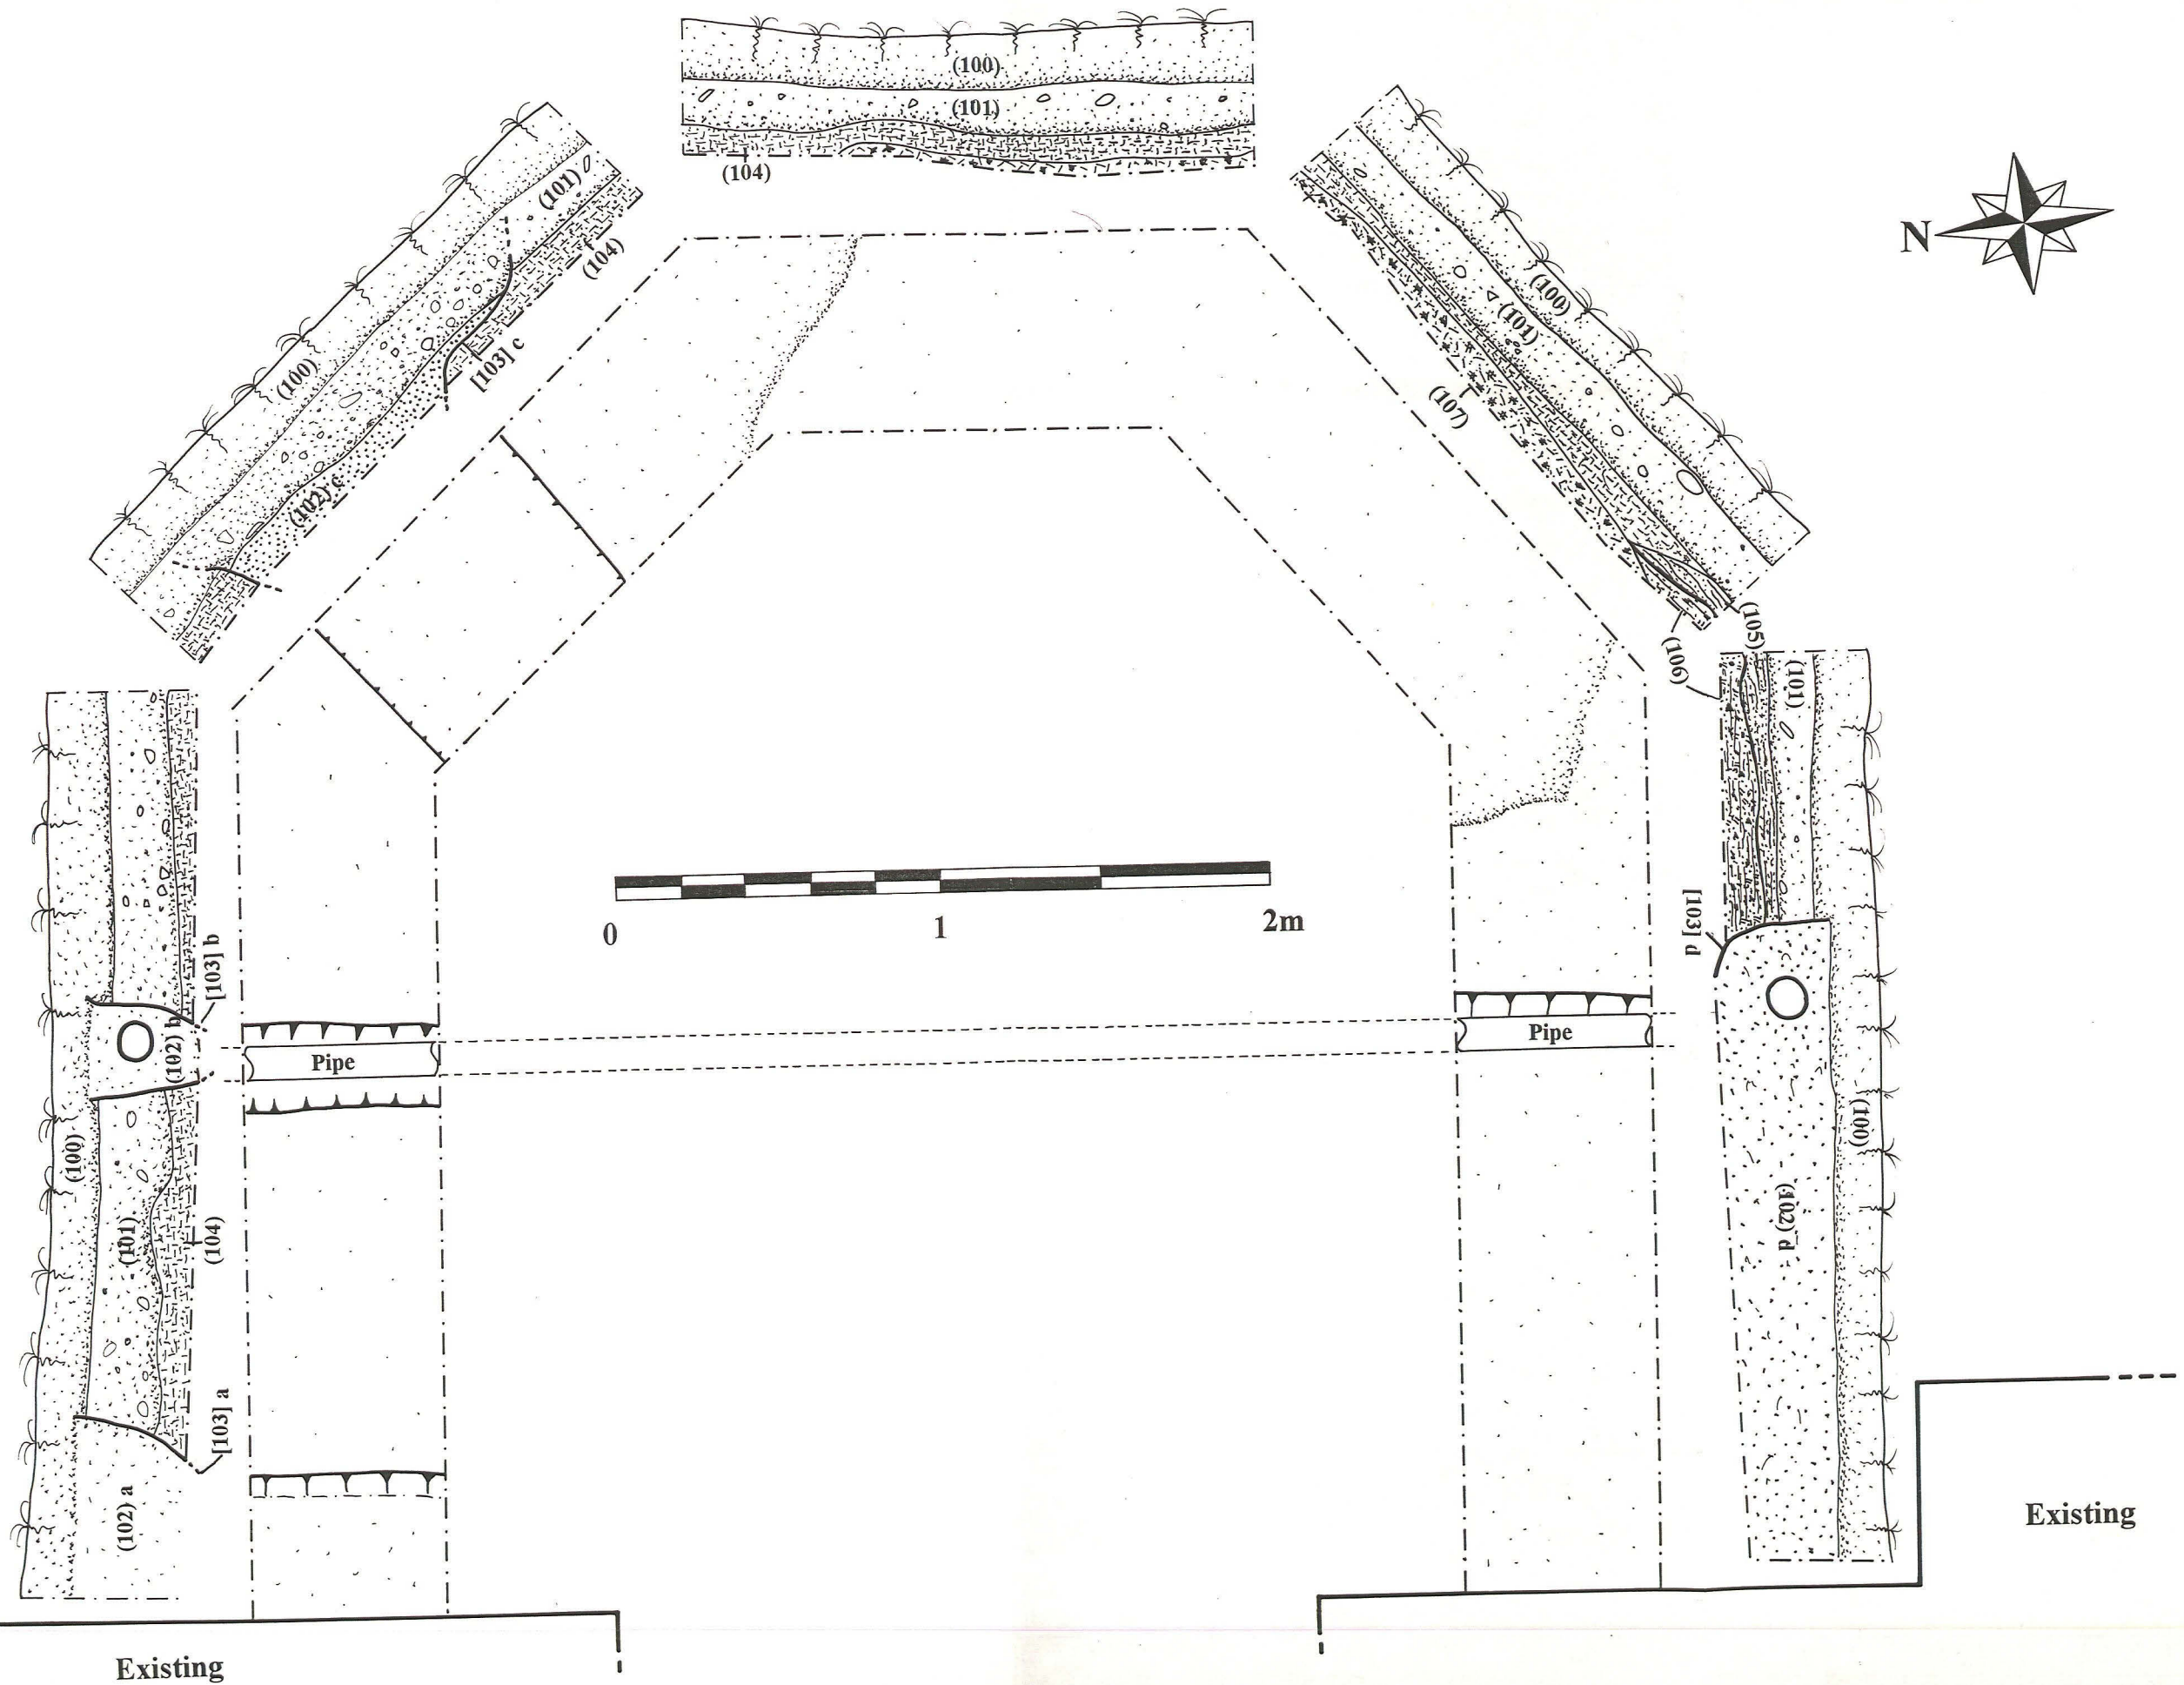 (100)
(101)
(104)
(101)
(104)
(100)
[103] c
(102) c
N
(100)
(101)
(107)
(105)
(106)
(101)
[103] d
(102) d
(100)
[103] b
(102) b
(100)
(101)
(104)
[103] a
(102) a
Pipe
Pipe
0
1
2m
Existing
Existing